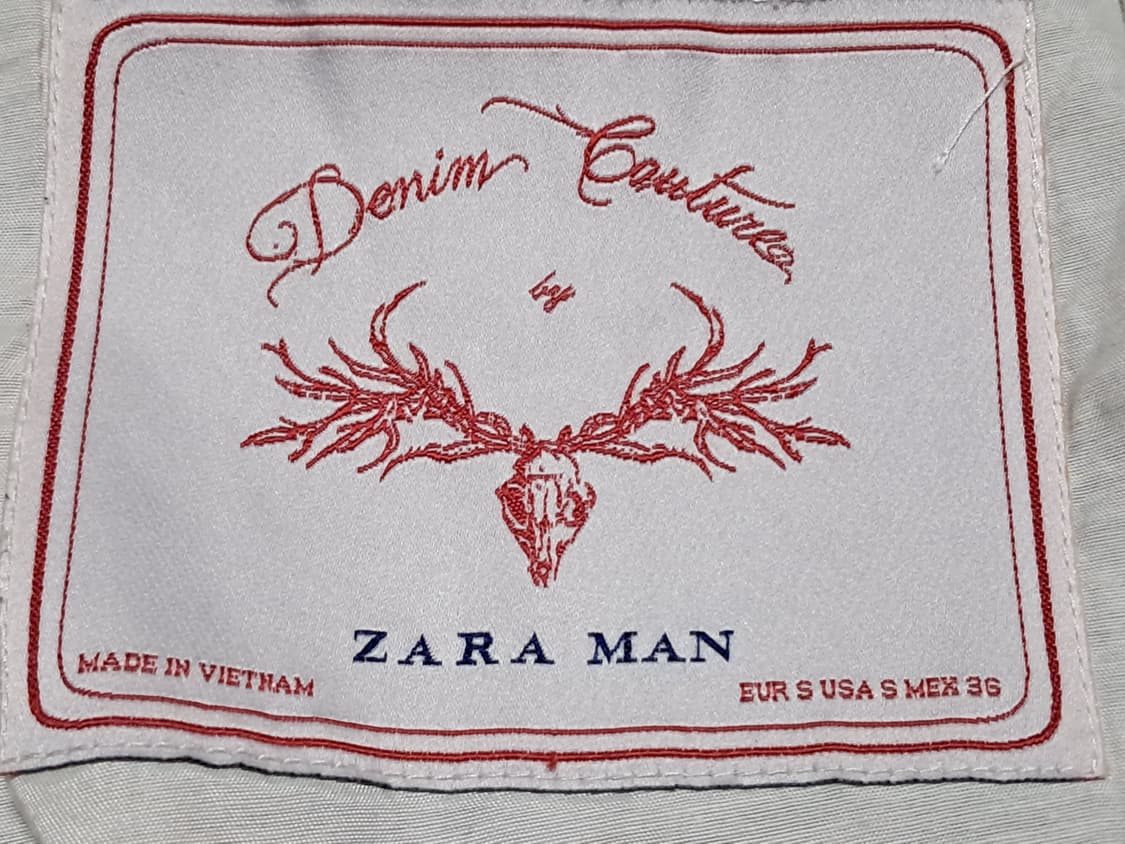 Denim Couture
by
ZARA MAN
MADE IN VIETNAM
EUR S USA S MEX 36